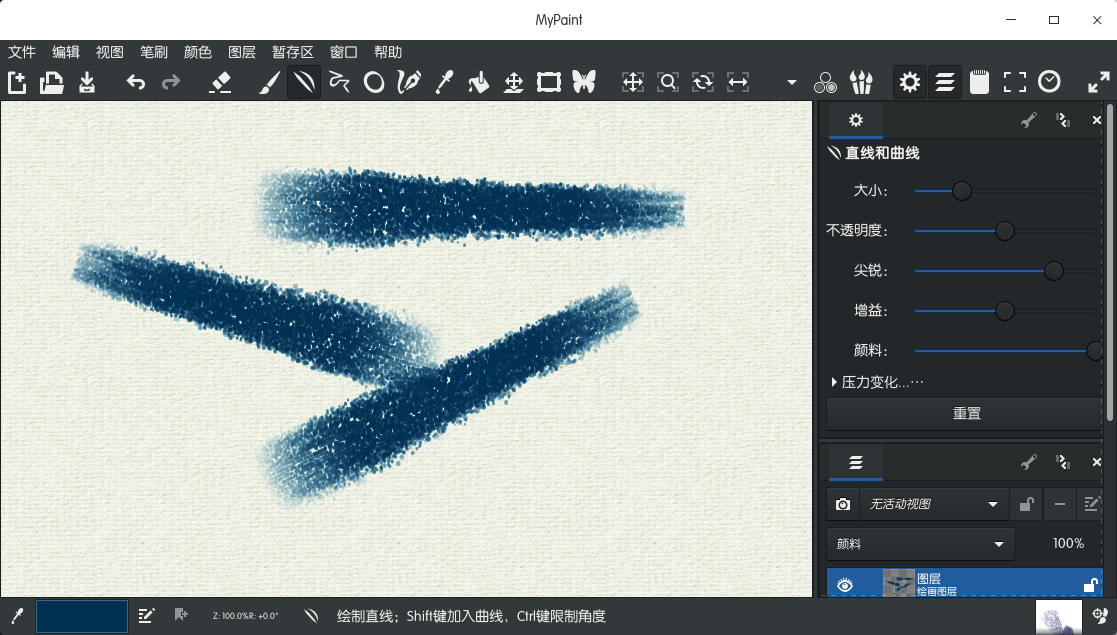 MyPaint
文件 编辑 视图 笔刷 颜色 图层 暂存区 窗口 帮助
直线和曲线
大小:
不透明度:
尖锐:
增益:
颜料:
压力变化...…
重置
无活动视图
颜料 100%
图层
绘画图层
Z: 100.0%R: +0.0°
绘制直线；Shift键加入曲线，Ctrl键限制角度